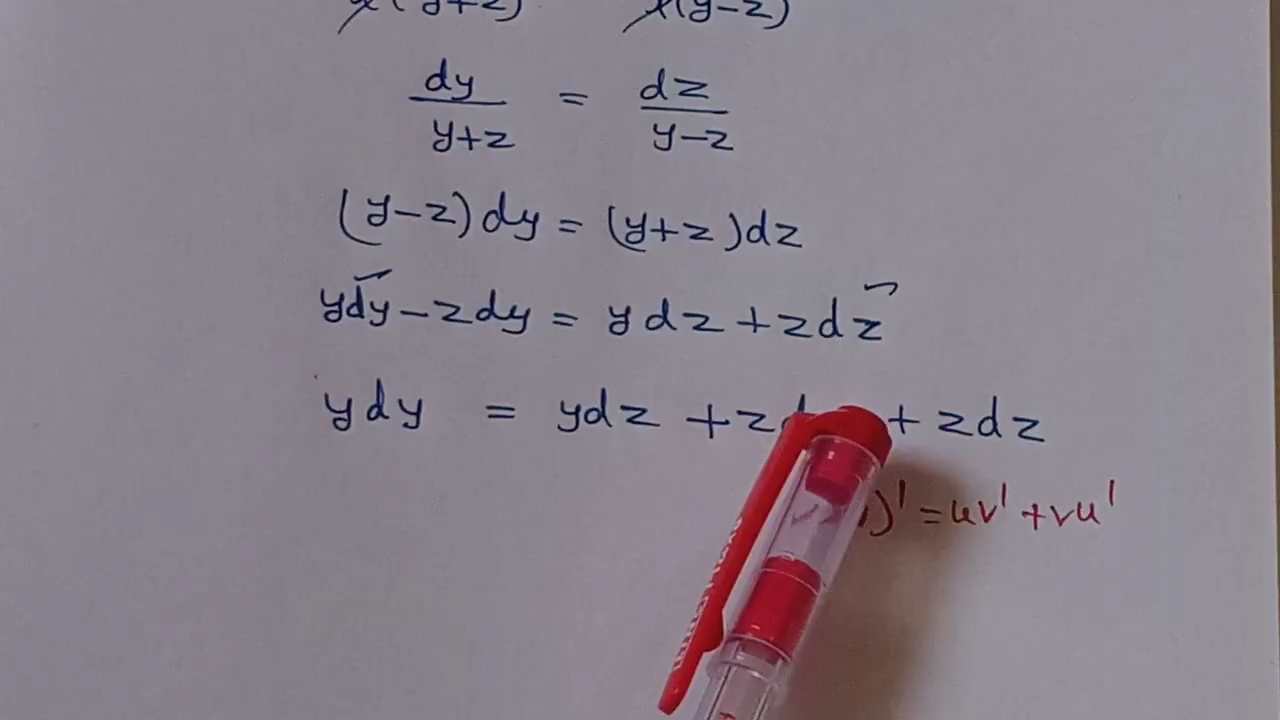 x(y+z) x(y-z)
dy/y+z = dz/y-z
(y-z)dy = (y+z)dz
ydy - zdy = ydz + zdz
ydy = ydz + z + zdz
)' = uv' + vu'